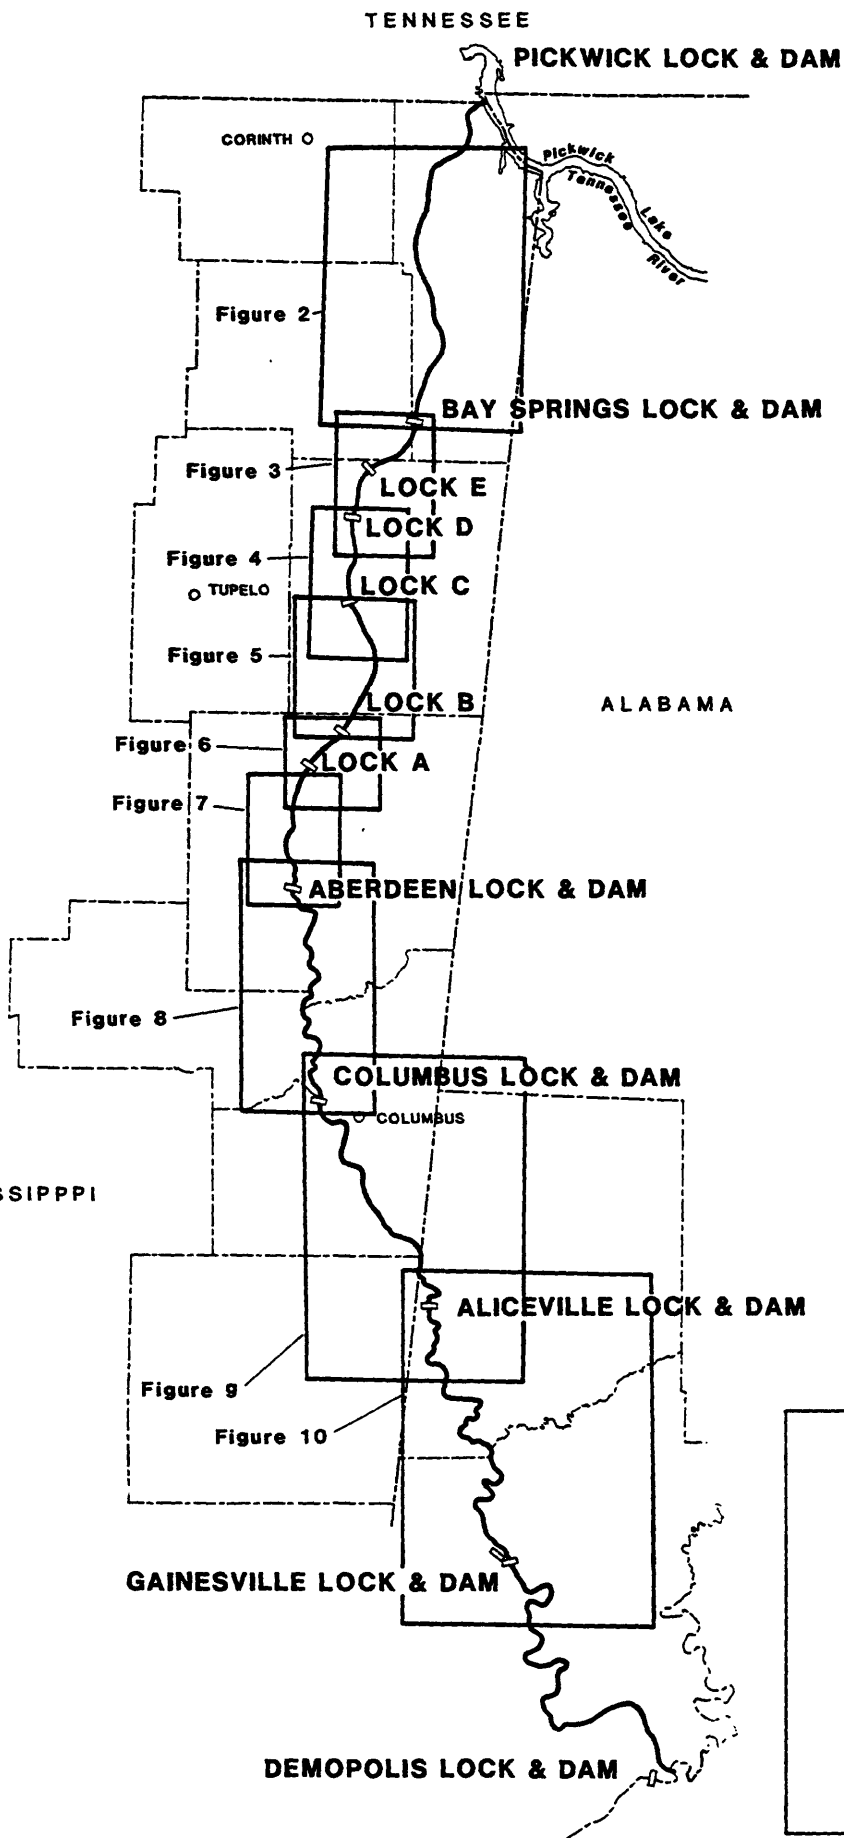 TENNESSEE
PICKWICK LOCK & DAM
CORINTH
Pickwick
Lake
Tennessee
River
Figure 2
BAY SPRINGS LOCK & DAM
Figure 3
LOCK E
LOCK D
Figure 4
LOCK C
TUPELO
Figure 5
LOCK B
ALABAMA
Figure 6
LOCK A
Figure 7
ABERDEEN LOCK & DAM
Figure 8
COLUMBUS LOCK & DAM
COLUMBUS
SSIPPPI
ALICEVILLE LOCK & DAM
Figure 9
Figure 10
GAINESVILLE LOCK & DAM
DEMOPOLIS LOCK & DAM